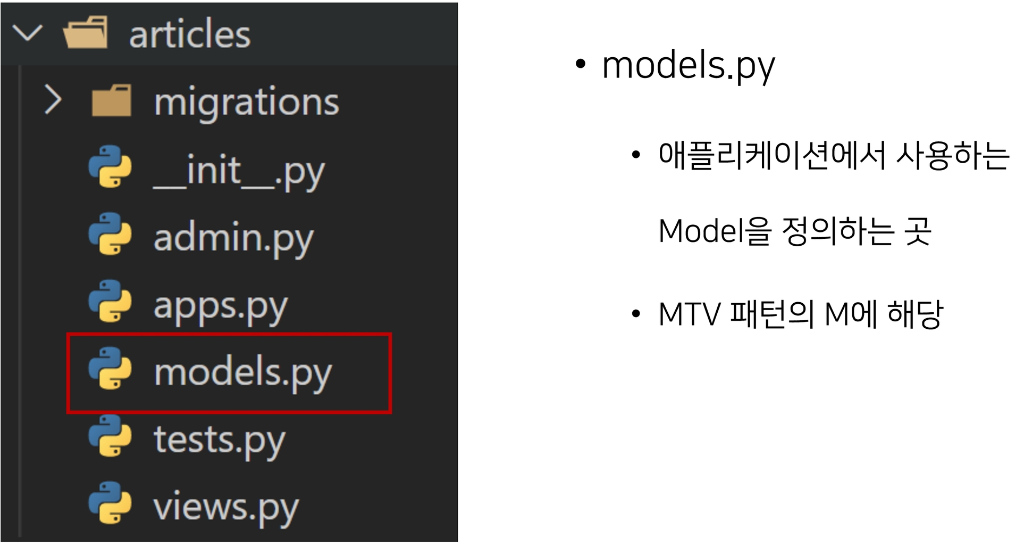 articles
migrations
__init__.py
admin.py
apps.py
models.py
tests.py
views.py
• models.py
• 애플리케이션에서 사용하는
Model을 정의하는 곳
• MTV 패턴의 M에 해당